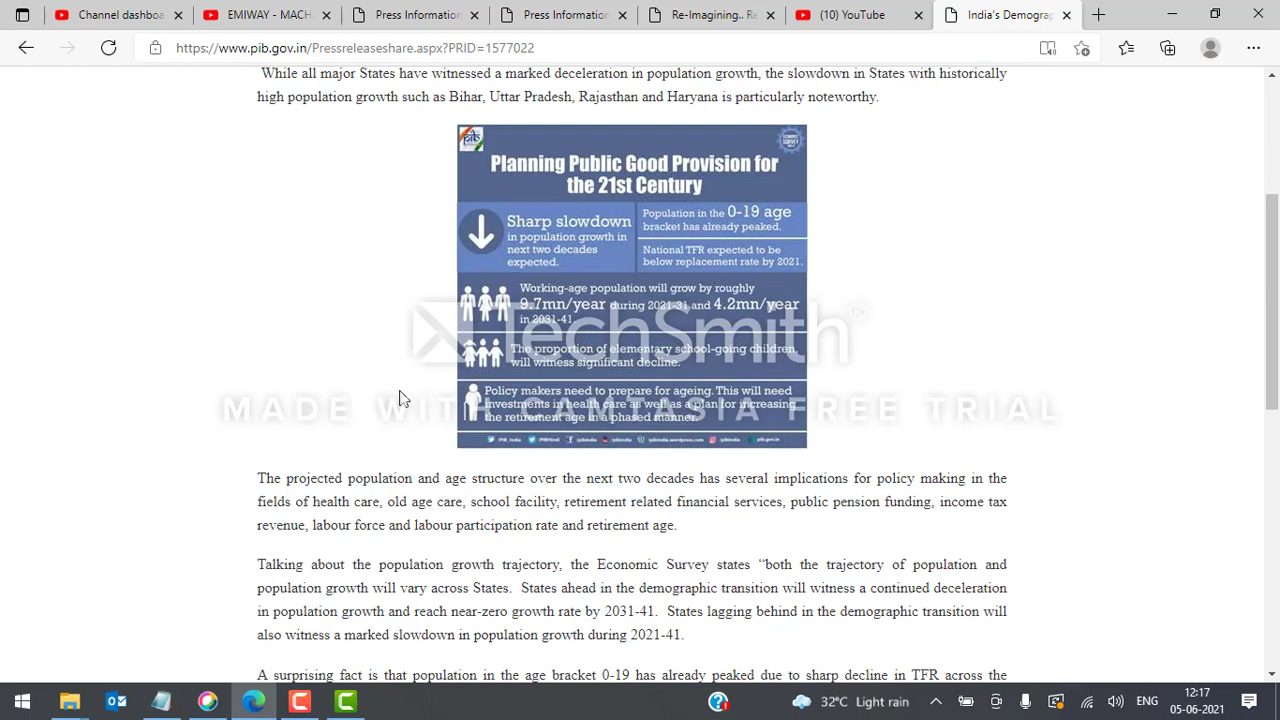 Channel dashboa
EMIWAY - MACH
Press Information
Press Information
Re-Imagining.. Re
(10) YouTube
India's Demograp
https://www.pib.gov.in/Pressreleaseshare.aspx?PRID=1577022
While all major States have witnessed a marked deceleration in population growth, the slowdown in States with historically
high population growth such as Bihar, Uttar Pradesh, Rajasthan and Haryana is particularly noteworthy.
Planning Public Good Provision for
the 21st Century
Sharp slowdown
in population growth in
next two decades
expected.
Population in the 0-19 age
bracket has already peaked.
National TFR expected to be
below replacement rate by 2021.
Working-age population will grow by roughly
9.7mn/year during 2021-31 and 4.2mn/year
in 2031-41.
The proportion of elementary school-going children,
will witness significant decline.
Policy makers need to prepare for ageing. This will need
investments in health care as well as a plan for increasing
the retirement age in a phased manner.
/PIB_India /PIBHindi /pibindia /pibindia /pibindia.wordpress.com /pibindia pib.gov.in
TechSmith®
MADE WITH CAMTASIA FREE TRIAL
The projected population and age structure over the next two decades has several implications for policy making in the
fields of health care, old age care, school facility, retirement related financial services, public pension funding, income tax
revenue, labour force and labour participation rate and retirement age.
Talking about the population growth trajectory, the Economic Survey states “both the trajectory of population and
population growth will vary across States. States ahead in the demographic transition will witness a continued deceleration
in population growth and reach near-zero growth rate by 2031-41. States lagging behind in the demographic transition will
also witness a marked slowdown in population growth during 2021-41.
A surprising fact is that population in the age bracket 0-19 has already peaked due to sharp decline in TFR across the
32°C Light rain
ENG
12:17
05-06-2021